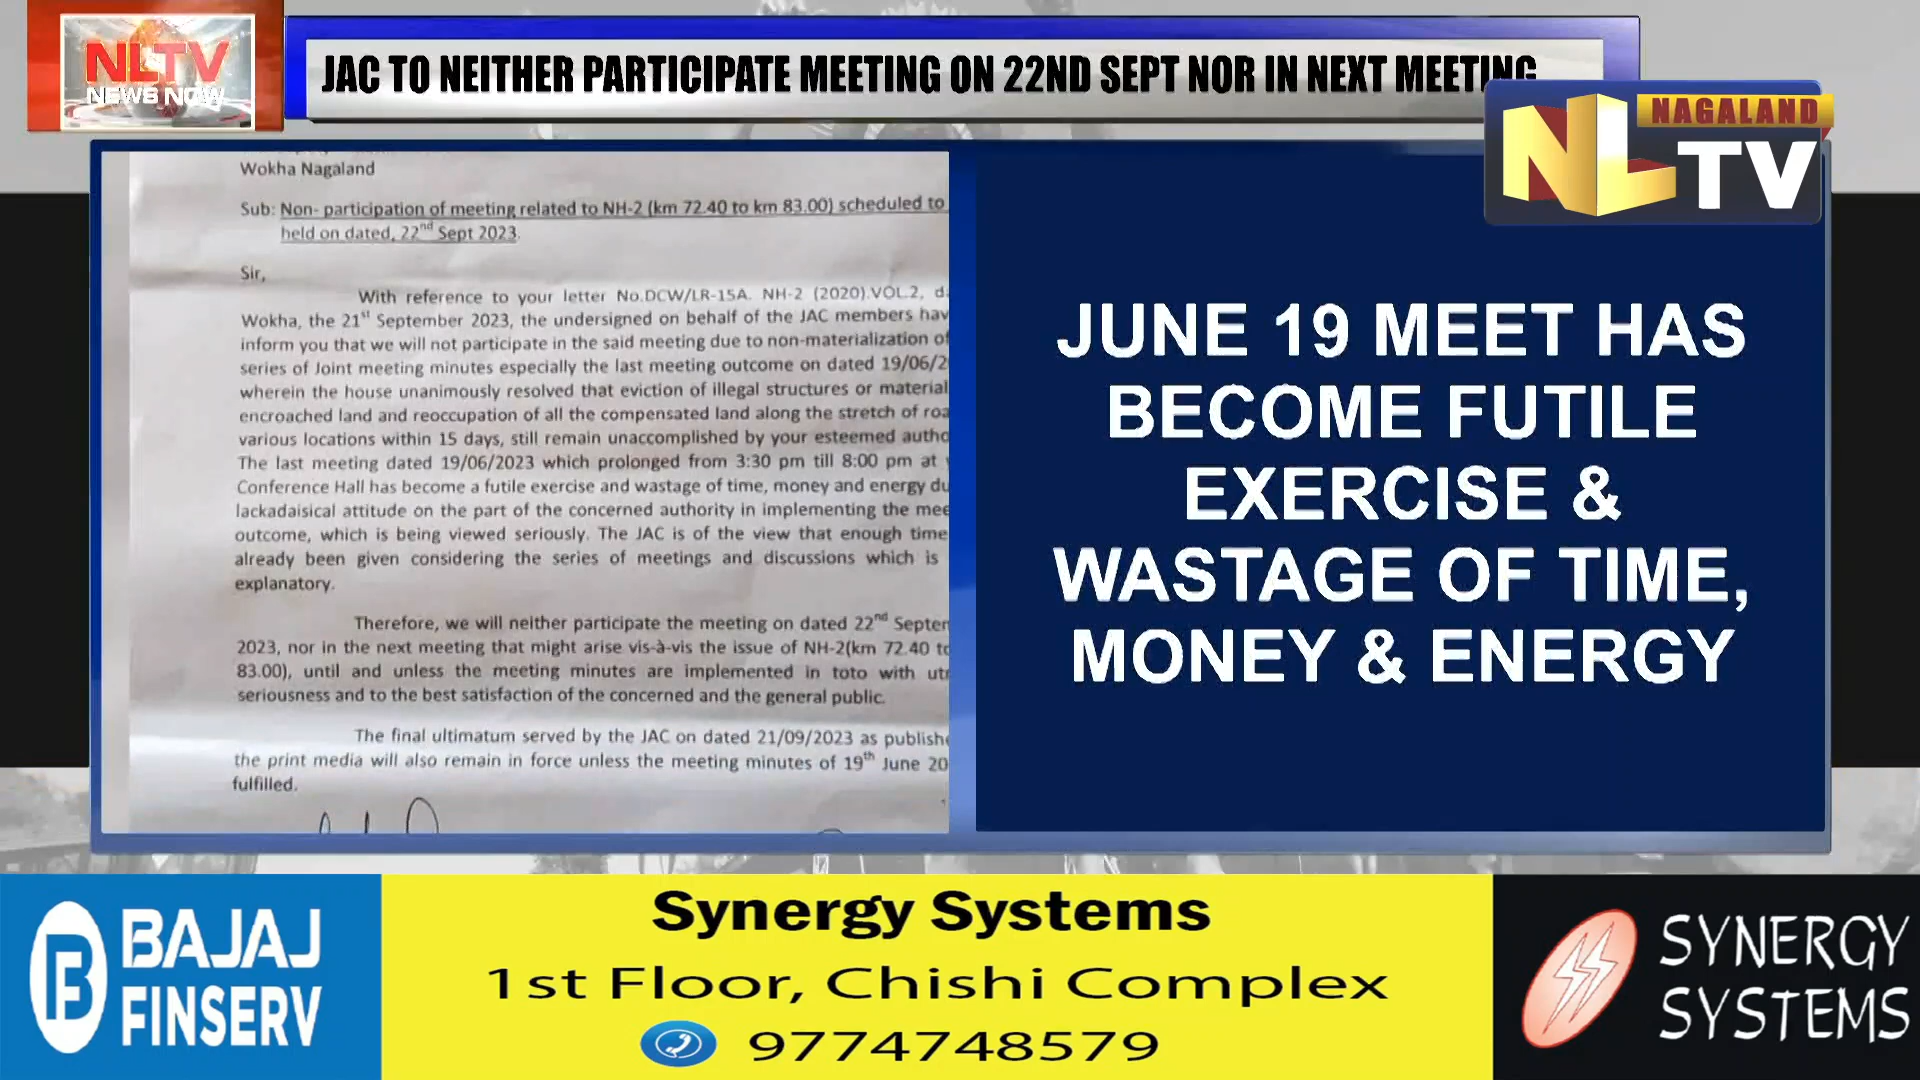 NLTV
NEWS NOW
JAC TO NEITHER PARTICIPATE MEETING ON 22ND SEPT NOR IN NEXT MEETING
NL
NAGALAND
TV
Wokha Nagaland
Sub: Non- participation of meeting related to NH-2 (km 72.40 to km 83.00) scheduled to
held on dated, 22nd Sept 2023.
Sir,
With reference to your letter No.DCW/LR-15A. NH-2 (2020).VOL.2,
Wokha, the 21st September 2023, the undersigned on behalf of the JAC members hav
inform you that we will not participate in the said meeting due to non-materialization of
series of Joint meeting minutes especially the last meeting outcome on dated 19/06/2
wherein the house unanimously resolved that eviction of illegal structures or material
encroached land and reoccupation of all the compensated land along the stretch of roa
various locations within 15 days, still remain unaccomplished by your esteemed autho
The last meeting dated 19/06/2023 which prolonged from 3:30 pm till 8:00 pm at
Conference Hall has become a futile exercise and wastage of time, money and energy du
lackadaisical attitude on the part of the concerned authority in implementing the mee
outcome, which is being viewed seriously. The JAC is of the view that enough time
already been given considering the series of meetings and discussions which is
explanatory.
Therefore, we will neither participate the meeting on dated 22nd Septe
2023, nor in the next meeting that might arise vis-à-vis the issue of NH-2(km 72.40 to
83.00), until and unless the meeting minutes are implemented in toto with ut
seriousness and to the best satisfaction of the concerned and the general public.
The final ultimatum served by the JAC on dated 21/09/2023 as publishe
the print media will also remain in force unless the meeting minutes of 19th June 20
fulfilled.
JUNE 19 MEET HAS
BECOME FUTILE
EXERCISE &
WASTAGE OF TIME,
MONEY & ENERGY
BAJAJ
FINSERV
Synergy Systems
1st Floor, Chishi Complex
9774748579
SYNERGY
SYSTEMS